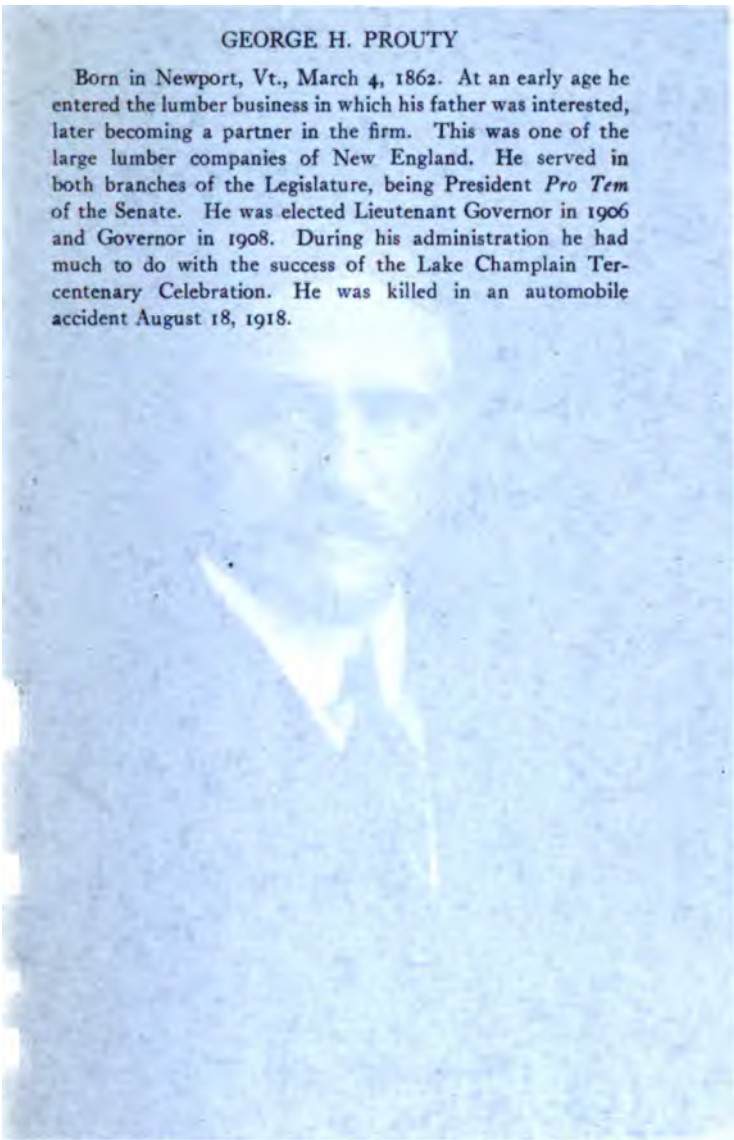 GEORGE H. PROUTY
Born in Newport, Vt., March 4, 1862. At an early age he
entered the lumber business in which his father was interested,
later becoming a partner in the firm. This was one of the
large lumber companies of New England. He served in
both branches of the Legislature, being President Pro Tem
of the Senate. He was elected Lieutenant Governor in 1906
and Governor in 1908. During his administration he had
much to do with the success of the Lake Champlain Ter-
centenary Celebration. He was killed in an automobile
accident August 18, 1918.